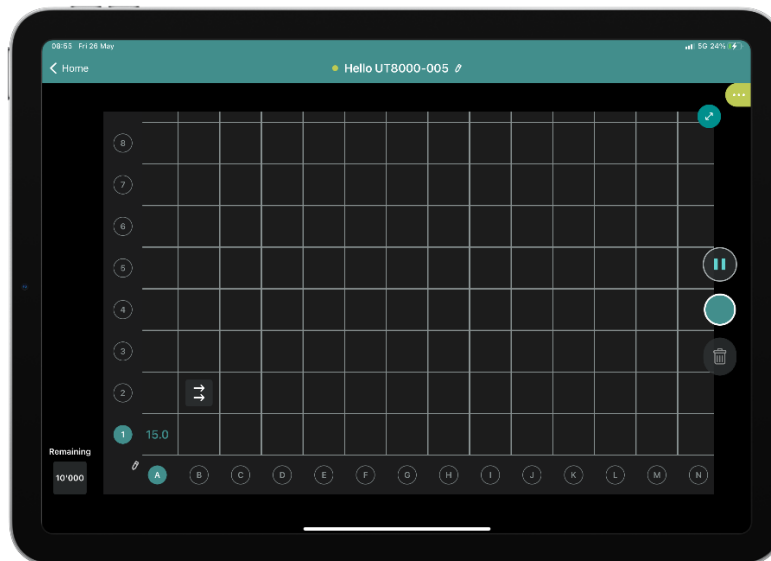 08:55 Fri 26 May
5G 24%
Home
Hello UT8000-005
8
7
6
5
4
3
2
1 15.0
Remaining
10'000
A B C D E F G H I J K L M N